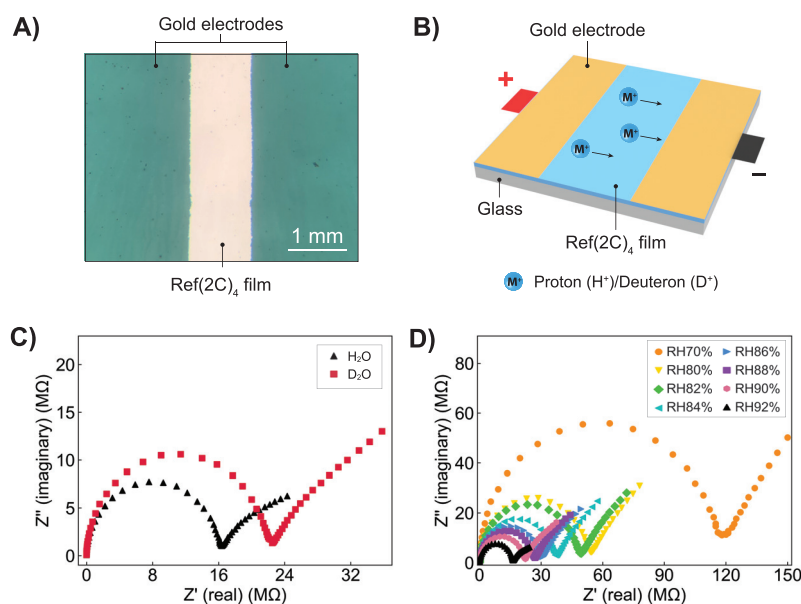 A)
Gold electrodes
1 mm
Ref(2C)₄ film
B)
Gold electrode
+
M⁺
M⁺
M⁺
−
Glass
Ref(2C)₄ film
M⁺ Proton (H⁺)/Deuteron (D⁺)
C)
Z'' (imaginary) (MΩ)
20
15
10
5
0
H₂O
D₂O
0 8 16 24 32
Z' (real) (MΩ)
D)
Z'' (imaginary) (MΩ)
80
60
40
20
0
RH70% RH86%
RH80% RH88%
RH82% RH90%
RH84% RH92%
0 30 60 90 120 150
Z' (real) (MΩ)